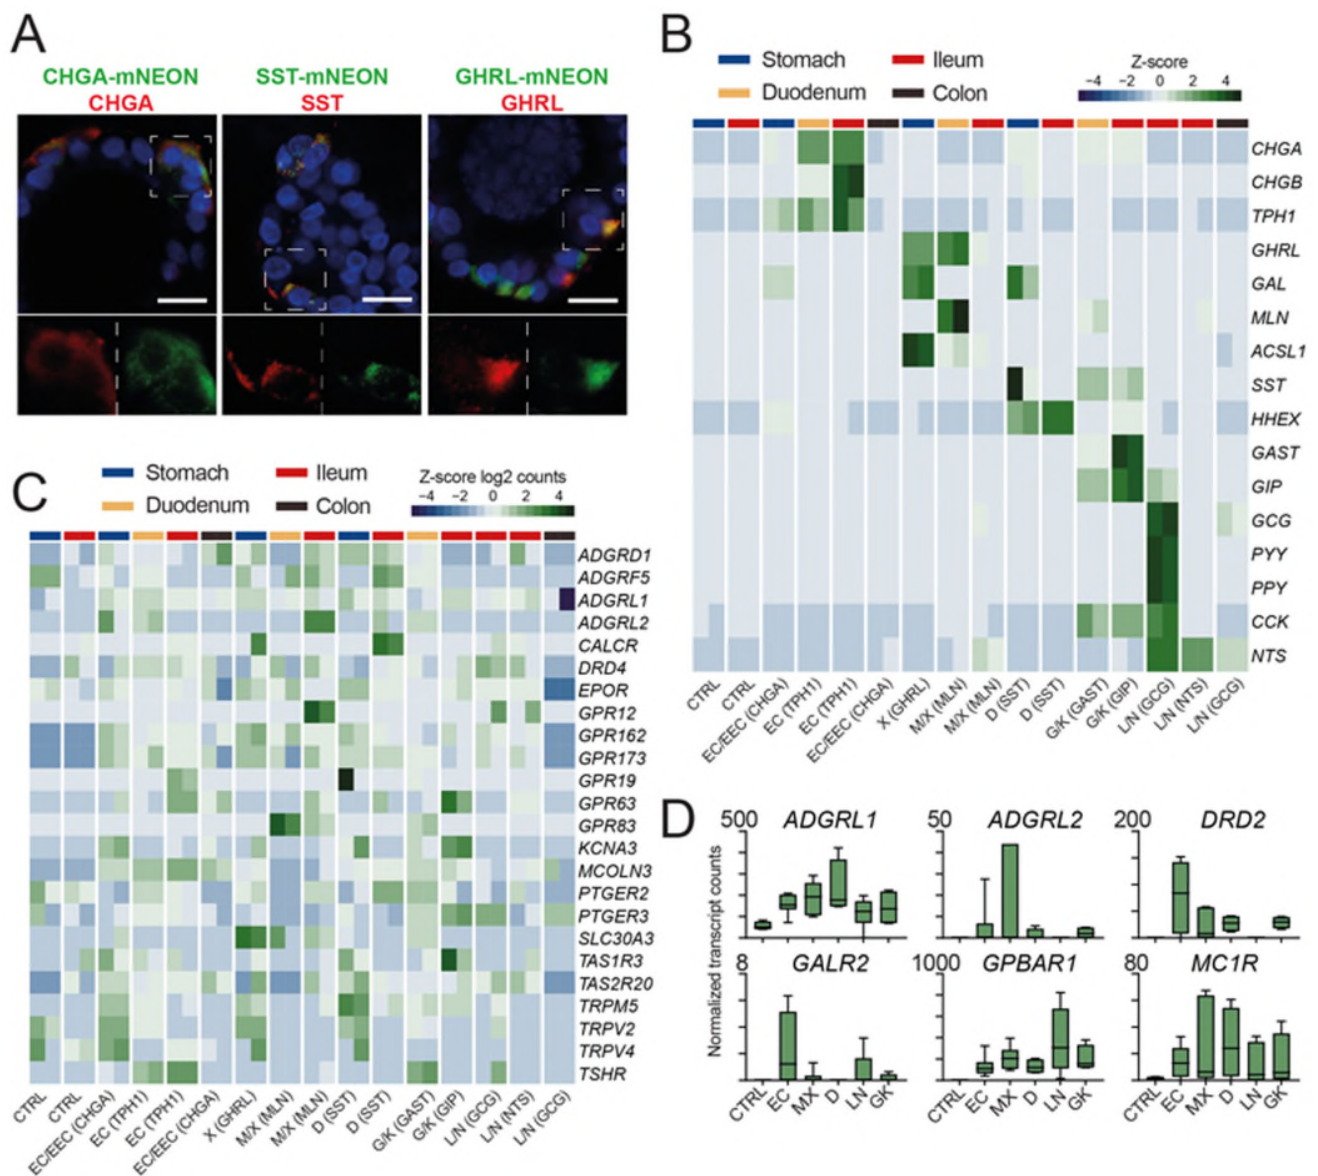 A
CHGA-mNEON SST-mNEON GHRL-mNEON
CHGA SST GHRL
B
Stomach Ileum
Duodenum Colon
Z-score
−4 −2 0 2 4
CHGA
CHGB
TPH1
GHRL
GAL
MLN
ACSL1
SST
HHEX
GAST
GIP
GCG
PYY
PPY
CCK
NTS
CTRL
CTRL
EC/EEC (CHGA)
EC (TPH1)
EC (TPH1)
EC/EEC (CHGA)
X (GHRL)
M/X (MLN)
M/X (MLN)
D (SST)
D (SST)
G/K (GAST)
G/K (GIP)
L/N (GCG)
L/N (NTS)
L/N (GCG)
C
Stomach Ileum
Duodenum Colon
Z-score log2 counts
−4 −2 0 2 4
ADGRD1
ADGRF5
ADGRL1
ADGRL2
CALCR
DRD4
EPOR
GPR12
GPR162
GPR173
GPR19
GPR63
GPR83
KCNA3
MCOLN3
PTGER2
PTGER3
SLC30A3
TAS1R3
TAS2R20
TRPM5
TRPV2
TRPV4
TSHR
CTRL
CTRL
EC/EEC (CHGA)
EC (TPH1)
EC (TPH1)
EC/EEC (CHGA)
X (GHRL)
M/X (MLN)
M/X (MLN)
D (SST)
D (SST)
G/K (GAST)
G/K (GIP)
L/N (GCG)
L/N (NTS)
L/N (GCG)
D
Normalized transcript counts
500 ADGRL1 50 ADGRL2 200 DRD2
8 GALR2 1000 GPBAR1 80 MC1R
CTRL EC MX D LN GK CTRL EC MX D LN GK CTRL EC MX D LN GK